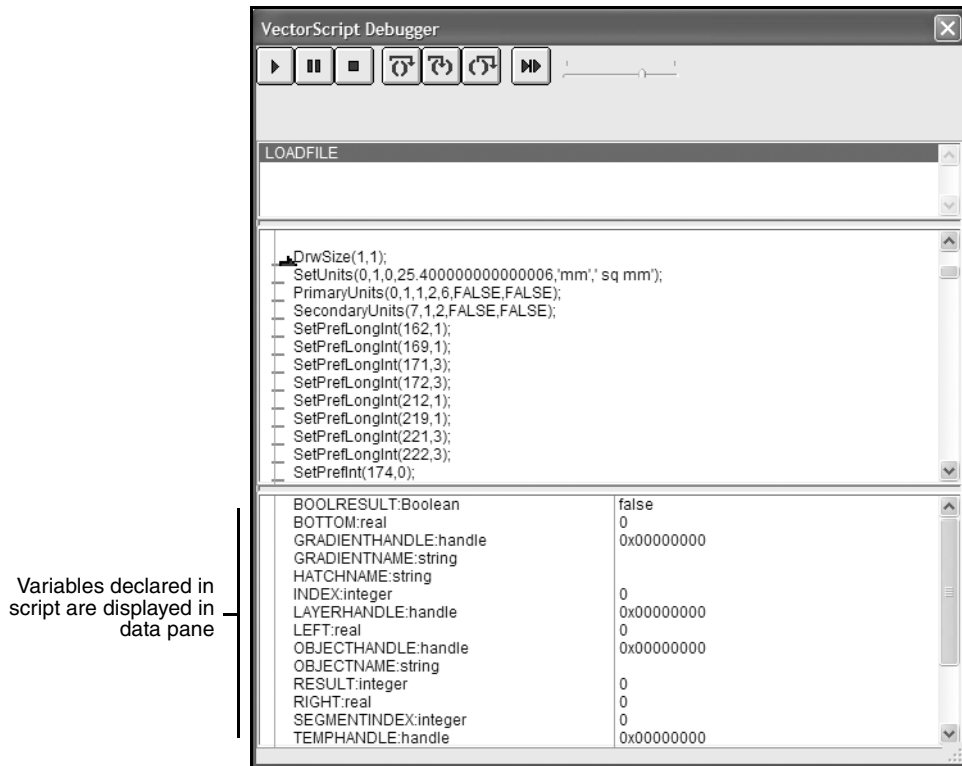 VectorScript Debugger
LOADFILE
DrwSize(1,1);
SetUnits(0,1,0,25.400000000000006,'mm',' sq mm');
PrimaryUnits(0,1,1,2,6,FALSE,FALSE);
SecondaryUnits(7,1,2,FALSE,FALSE);
SetPrefLongInt(162,1);
SetPrefLongInt(169,1);
SetPrefLongInt(171,3);
SetPrefLongInt(172,3);
SetPrefLongInt(212,1);
SetPrefLongInt(219,1);
SetPrefLongInt(221,3);
SetPrefLongInt(222,3);
SetPrefInt(174,0);
BOOLRESULT:Boolean false
BOTTOM:real 0
GRADIENTHANDLE:handle 0x00000000
GRADIENTNAME:string
HATCHNAME:string
INDEX:integer 0
LAYERHANDLE:handle 0x00000000
LEFT:real 0
OBJECTHANDLE:handle 0x00000000
OBJECTNAME:string
RESULT:integer 0
RIGHT:real 0
SEGMENTINDEX:integer 0
TEMPHANDLE:handle 0x00000000
Variables declared in
script are displayed in
data pane